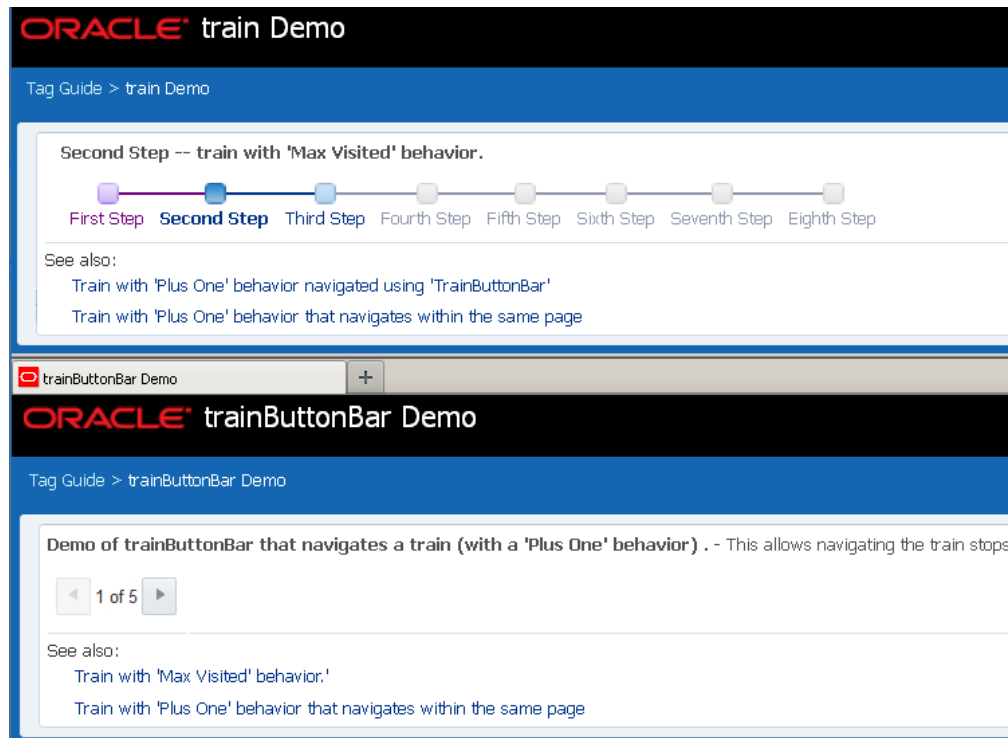 ORACLE train Demo
Tag Guide > train Demo
Second Step -- train with 'Max Visited' behavior.
First Step Second Step Third Step Fourth Step Fifth Step Sixth Step Seventh Step Eighth Step
See also:
Train with 'Plus One' behavior navigated using 'TrainButtonBar'
Train with 'Plus One' behavior that navigates within the same page
trainButtonBar Demo
ORACLE trainButtonBar Demo
Tag Guide > trainButtonBar Demo
Demo of trainButtonBar that navigates a train (with a 'Plus One' behavior) . - This allows navigating the train stops
1 of 5
See also:
Train with 'Max Visited' behavior.'
Train with 'Plus One' behavior that navigates within the same page